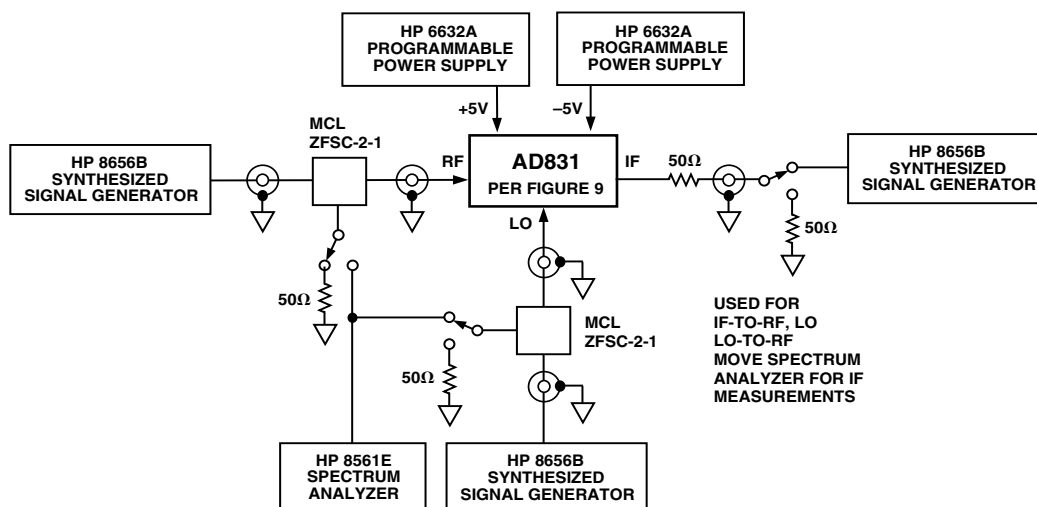 HP 6632A
PROGRAMMABLE
POWER SUPPLY
HP 6632A
PROGRAMMABLE
POWER SUPPLY
+5V
–5V
MCL
ZFSC-2-1
HP 8656B
SYNTHESIZED
SIGNAL GENERATOR
RF
AD831
PER FIGURE 9
IF
50Ω
HP 8656B
SYNTHESIZED
SIGNAL GENERATOR
LO
50Ω
50Ω
MCL
ZFSC-2-1
50Ω
USED FOR
IF-TO-RF, LO
LO-TO-RF
MOVE SPECTRUM
ANALYZER FOR IF
MEASUREMENTS
HP 8561E
SPECTRUM
ANALYZER
HP 8656B
SYNTHESIZED
SIGNAL GENERATOR